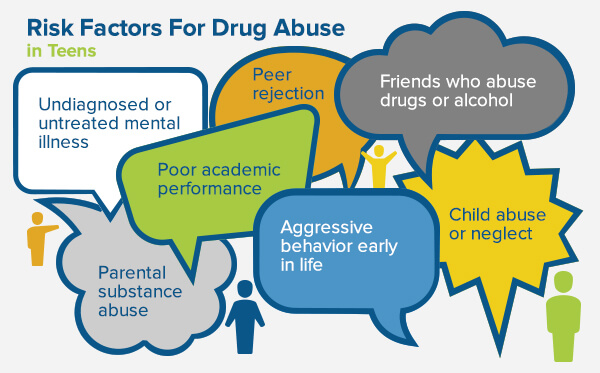 Risk Factors For Drug Abuse
in Teens
Undiagnosed or
untreated mental
illness
Peer
rejection
Friends who abuse
drugs or alcohol
Poor academic
performance
Aggressive
behavior early
in life
Child abuse
or neglect
Parental
substance
abuse